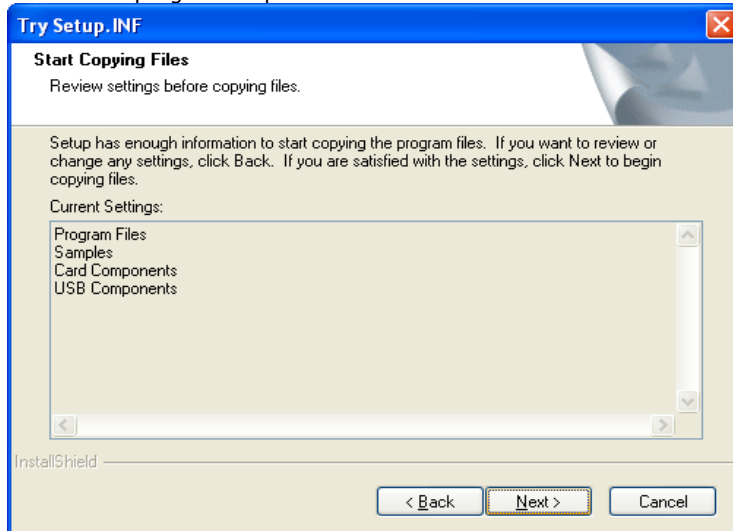 Try Setup.INF
Start Copying Files
Review settings before copying files.
Setup has enough information to start copying the program files.  If you want to review or
change any settings, click Back.  If you are satisfied with the settings, click Next to begin
copying files.
Current Settings:
Program Files
Samples
Card Components
USB Components
InstallShield
< Back
Next >
Cancel